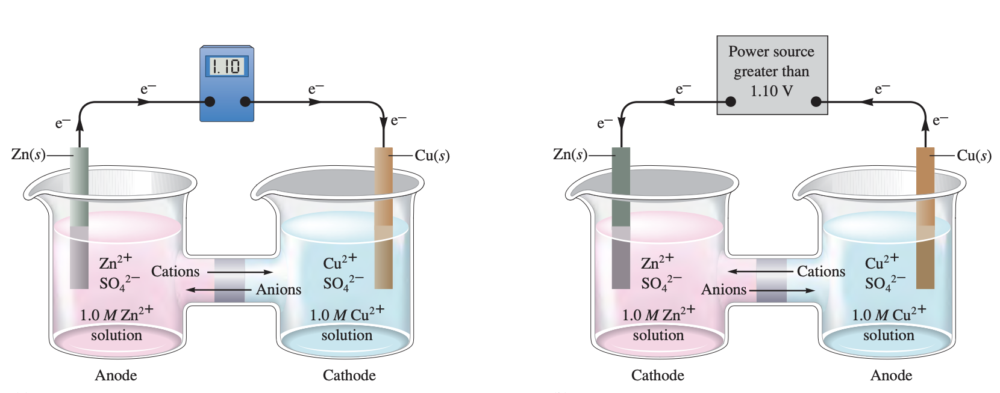 1.10
e⁻
e⁻
e⁻
e⁻
Zn(s)
Cu(s)
Zn²⁺
SO₄²⁻
Cations
Anions
Cu²⁺
SO₄²⁻
1.0 M Zn²⁺
solution
1.0 M Cu²⁺
solution
Anode
Cathode
Power source
greater than
1.10 V
e⁻
e⁻
e⁻
e⁻
Zn(s)
Cu(s)
Zn²⁺
SO₄²⁻
Cations
Anions
Cu²⁺
SO₄²⁻
1.0 M Zn²⁺
solution
1.0 M Cu²⁺
solution
Cathode
Anode